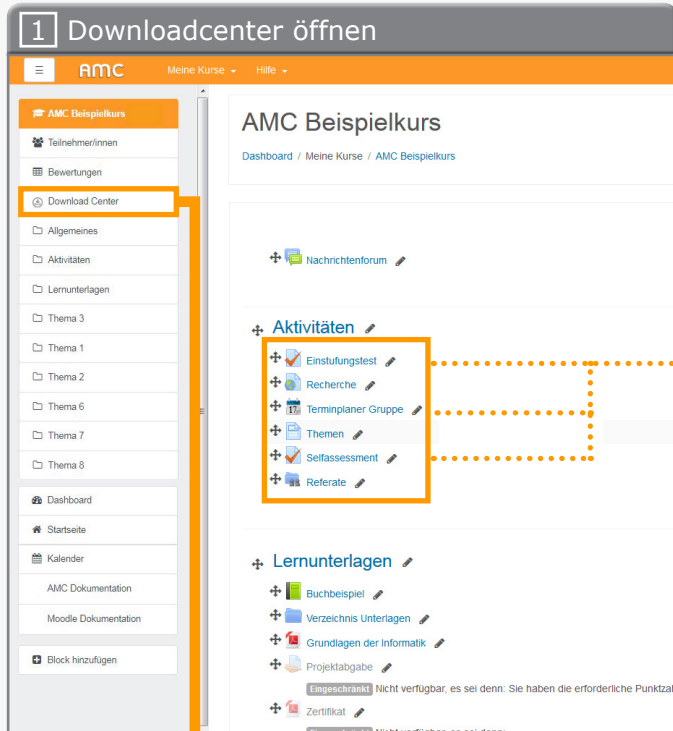 1 Downloadcenter öffnen
AMC Meine Kurse Hilfe
AMC Beispielkurs
Teilnehmer/innen
Bewertungen
Download Center
Allgemeines
Aktivitäten
Lernunterlagen
Thema 3
Thema 1
Thema 2
Thema 6
Thema 7
Thema 8
Dashboard
Startseite
Kalender
AMC Dokumentation
Moodle Dokumentation
Block hinzufügen
AMC Beispielkurs
Dashboard / Meine Kurse / AMC Beispielkurs
Nachrichtenforum
Aktivitäten
Einstufungstest
Recherche
17 Terminplaner Gruppe
Themen
Selfassessment
Referate
Lernunterlagen
Buchbeispiel
Verzeichnis Unterlagen
Grundlagen der Informatik
Projektabgabe
Eingeschränkt Nicht verfügbar, es sei denn: Sie haben die erforderliche Punktzal
Zertifikat